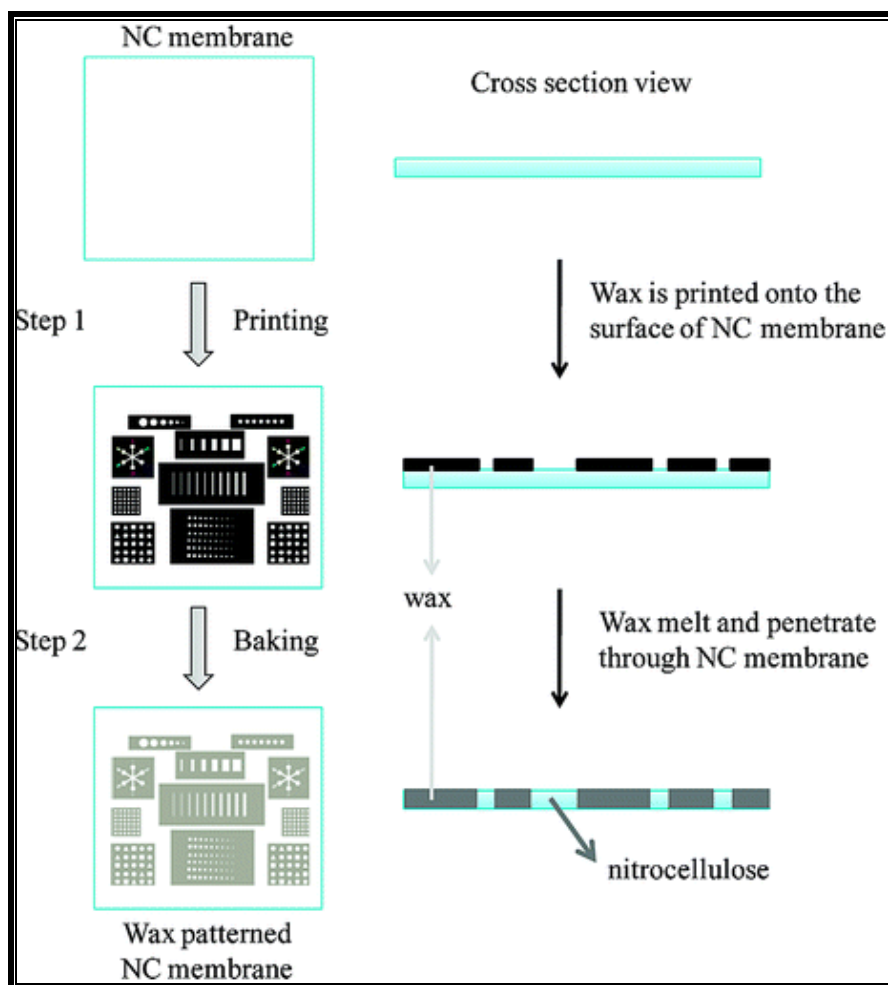 NC membrane
Cross section view
Step 1
Printing
Wax is printed onto the
surface of NC membrane
wax
Step 2
Baking
Wax melt and penetrate
through NC membrane
nitrocellulose
Wax patterned
NC membrane